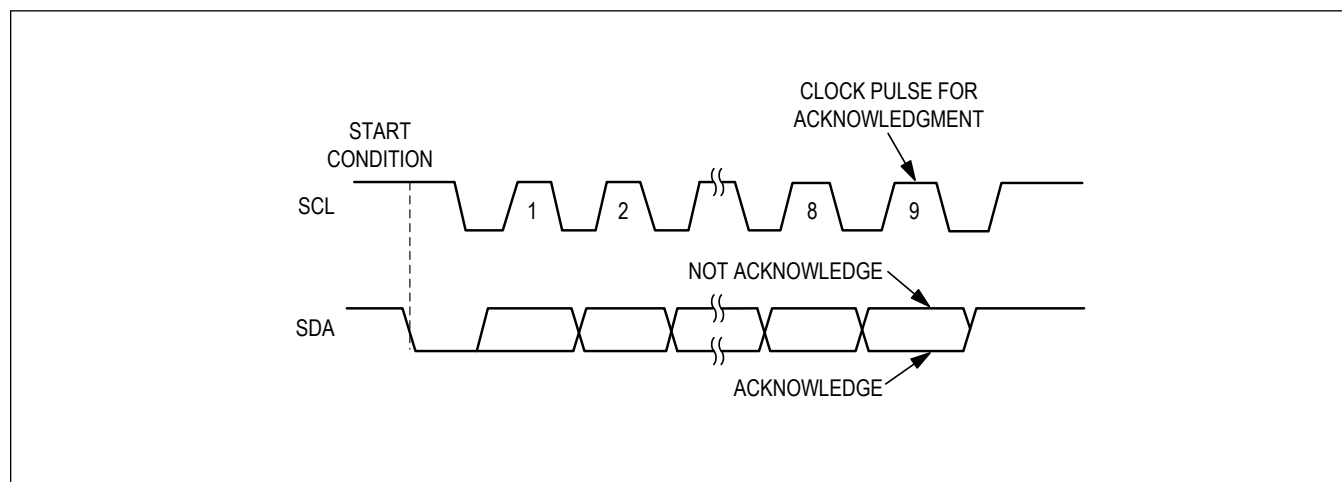 CLOCK PULSE FOR
ACKNOWLEDGMENT
START
CONDITION
SCL
1
2
8
9
NOT ACKNOWLEDGE
SDA
ACKNOWLEDGE